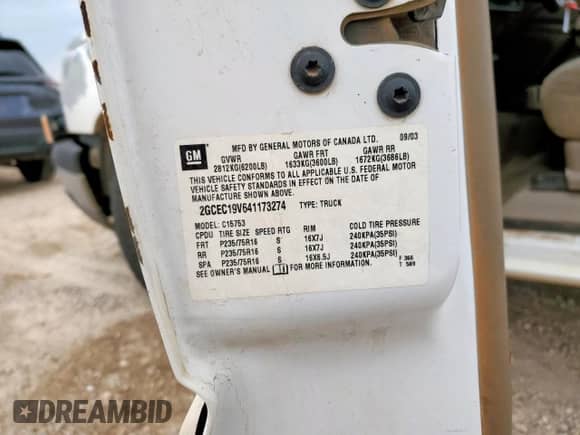 GM
MFD BY GENERAL MOTORS OF CANADA LTD. 09/03
GVWR GAWR FRT GAWR RR
2812KG(6200LB) 1633KG(3600LB) 1672KG(3686LB)
THIS VEHICLE CONFORMS TO ALL APPLICABLE U.S. FEDERAL MOTOR
VEHICLE SAFETY STANDARDS IN EFFECT ON THE DATE OF
MANUFACTURE SHOWN ABOVE.
2GCEC19V641173274 TYPE: TRUCK
MODEL: C15753
CPDU TIRE SIZE SPEED RTG RIM COLD TIRE PRESSURE
FRT P235/75R16 S 16X7J 240KPA(35PSI)
RR P235/75R16 S 16X7J 240KPA(35PSI)
SPA P235/75R16 S 16X6.5J 240KPA(35PSI)
SEE OWNER'S MANUAL FOR MORE INFORMATION. F 366
T 589
DREAMBID